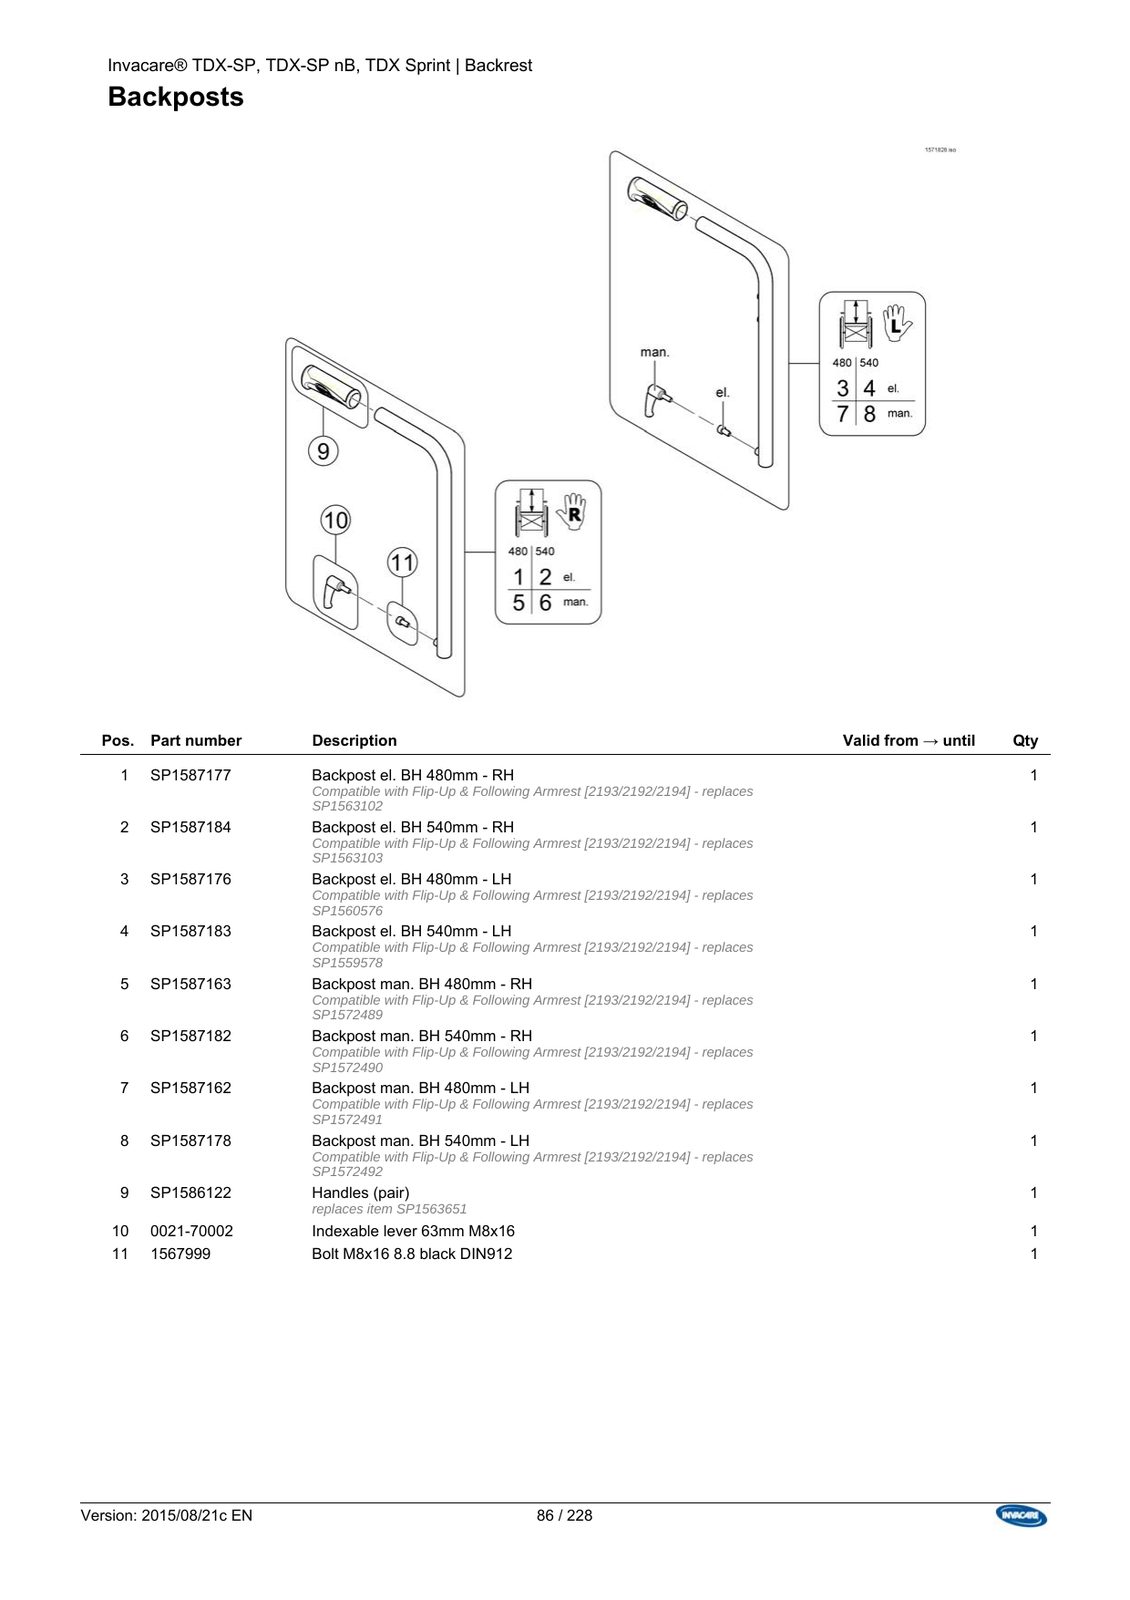 Invacare® TDX-SP, TDX-SP nB, TDX Sprint | Backrest
Backposts
1571828.iso
man.
el.
L
480 540
3 4 el.
7 8 man.
9
10
11
R
480 540
1 2 el.
5 6 man.
Pos. Part number Description Valid from → until Qty
1 SP1587177 Backpost el. BH 480mm - RH 1
Compatible with Flip-Up & Following Armrest [2193/2192/2194] - replaces
SP1563102
2 SP1587184 Backpost el. BH 540mm - RH 1
Compatible with Flip-Up & Following Armrest [2193/2192/2194] - replaces
SP1563103
3 SP1587176 Backpost el. BH 480mm - LH 1
Compatible with Flip-Up & Following Armrest [2193/2192/2194] - replaces
SP1560576
4 SP1587183 Backpost el. BH 540mm - LH 1
Compatible with Flip-Up & Following Armrest [2193/2192/2194] - replaces
SP1559578
5 SP1587163 Backpost man. BH 480mm - RH 1
Compatible with Flip-Up & Following Armrest [2193/2192/2194] - replaces
SP1572489
6 SP1587182 Backpost man. BH 540mm - RH 1
Compatible with Flip-Up & Following Armrest [2193/2192/2194] - replaces
SP1572490
7 SP1587162 Backpost man. BH 480mm - LH 1
Compatible with Flip-Up & Following Armrest [2193/2192/2194] - replaces
SP1572491
8 SP1587178 Backpost man. BH 540mm - LH 1
Compatible with Flip-Up & Following Armrest [2193/2192/2194] - replaces
SP1572492
9 SP1586122 Handles (pair) 1
replaces item SP1563651
10 0021-70002 Indexable lever 63mm M8x16 1
11 1567999 Bolt M8x16 8.8 black DIN912 1
Version: 2015/08/21c EN 86 / 228 INVACARE